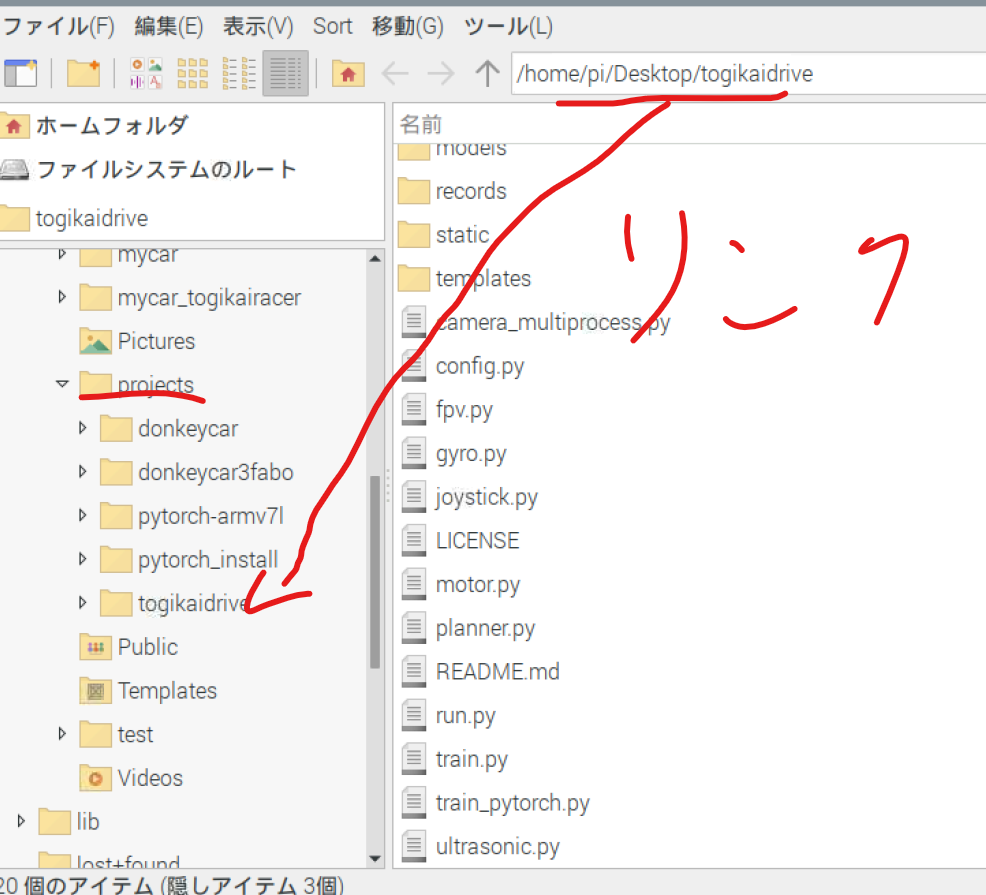 ファイル(F) 編集(E) 表示(V) Sort 移動(G) ツール(L)
/home/pi/Desktop/togikaidrive
ホームフォルダ
ファイルシステムのルート
togikaidrive
mycar
mycar_togikairacer
Pictures
projects
donkeycar
donkeycar3fabo
pytorch-armv7l
pytorch_install
togikaidrive
Public
Templates
test
Videos
lib
lost+found
名前
models
records
static
templates
camera_multiprocess.py
config.py
fpv.py
gyro.py
joystick.py
LICENSE
motor.py
planner.py
README.md
run.py
train.py
train_pytorch.py
ultrasonic.py
リンク
20 個のアイテム (隠しアイテム 3個)